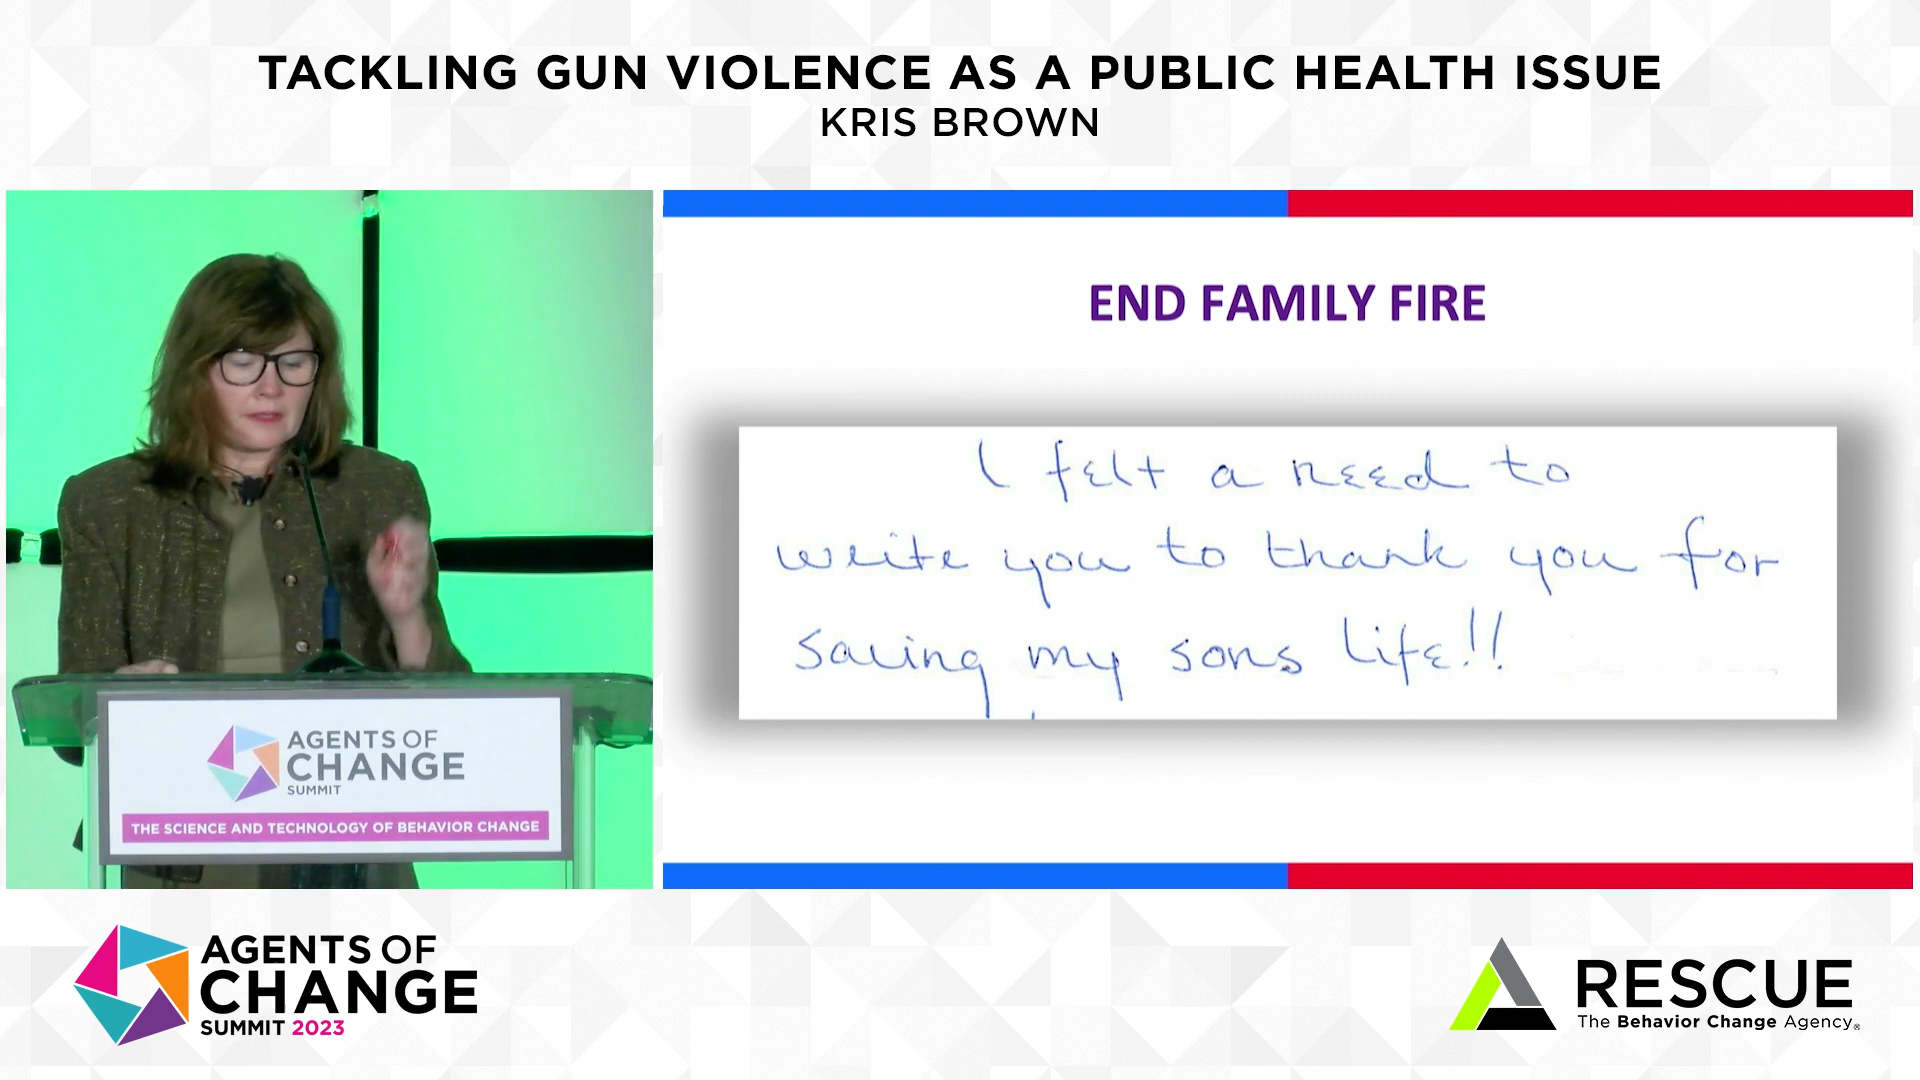 TACKLING GUN VIOLENCE AS A PUBLIC HEALTH ISSUE
KRIS BROWN
END FAMILY FIRE
I felt a need to
write you to thank you for
saving my sons life!!
AGENTS OF
CHANGE
SUMMIT
THE SCIENCE AND TECHNOLOGY OF BEHAVIOR CHANGE
AGENTS OF
CHANGE
SUMMIT 2023
RESCUE
The Behavior Change Agency®